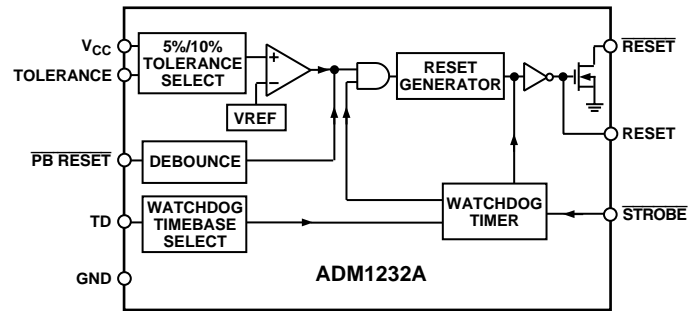 VCC
TOLERANCE
5%/10%
TOLERANCE
SELECT
+
−
VREF
RESET
GENERATOR
RESET
RESET
PB RESET
DEBOUNCE
TD
WATCHDOG
TIMEBASE
SELECT
WATCHDOG
TIMER
STROBE
GND
ADM1232A